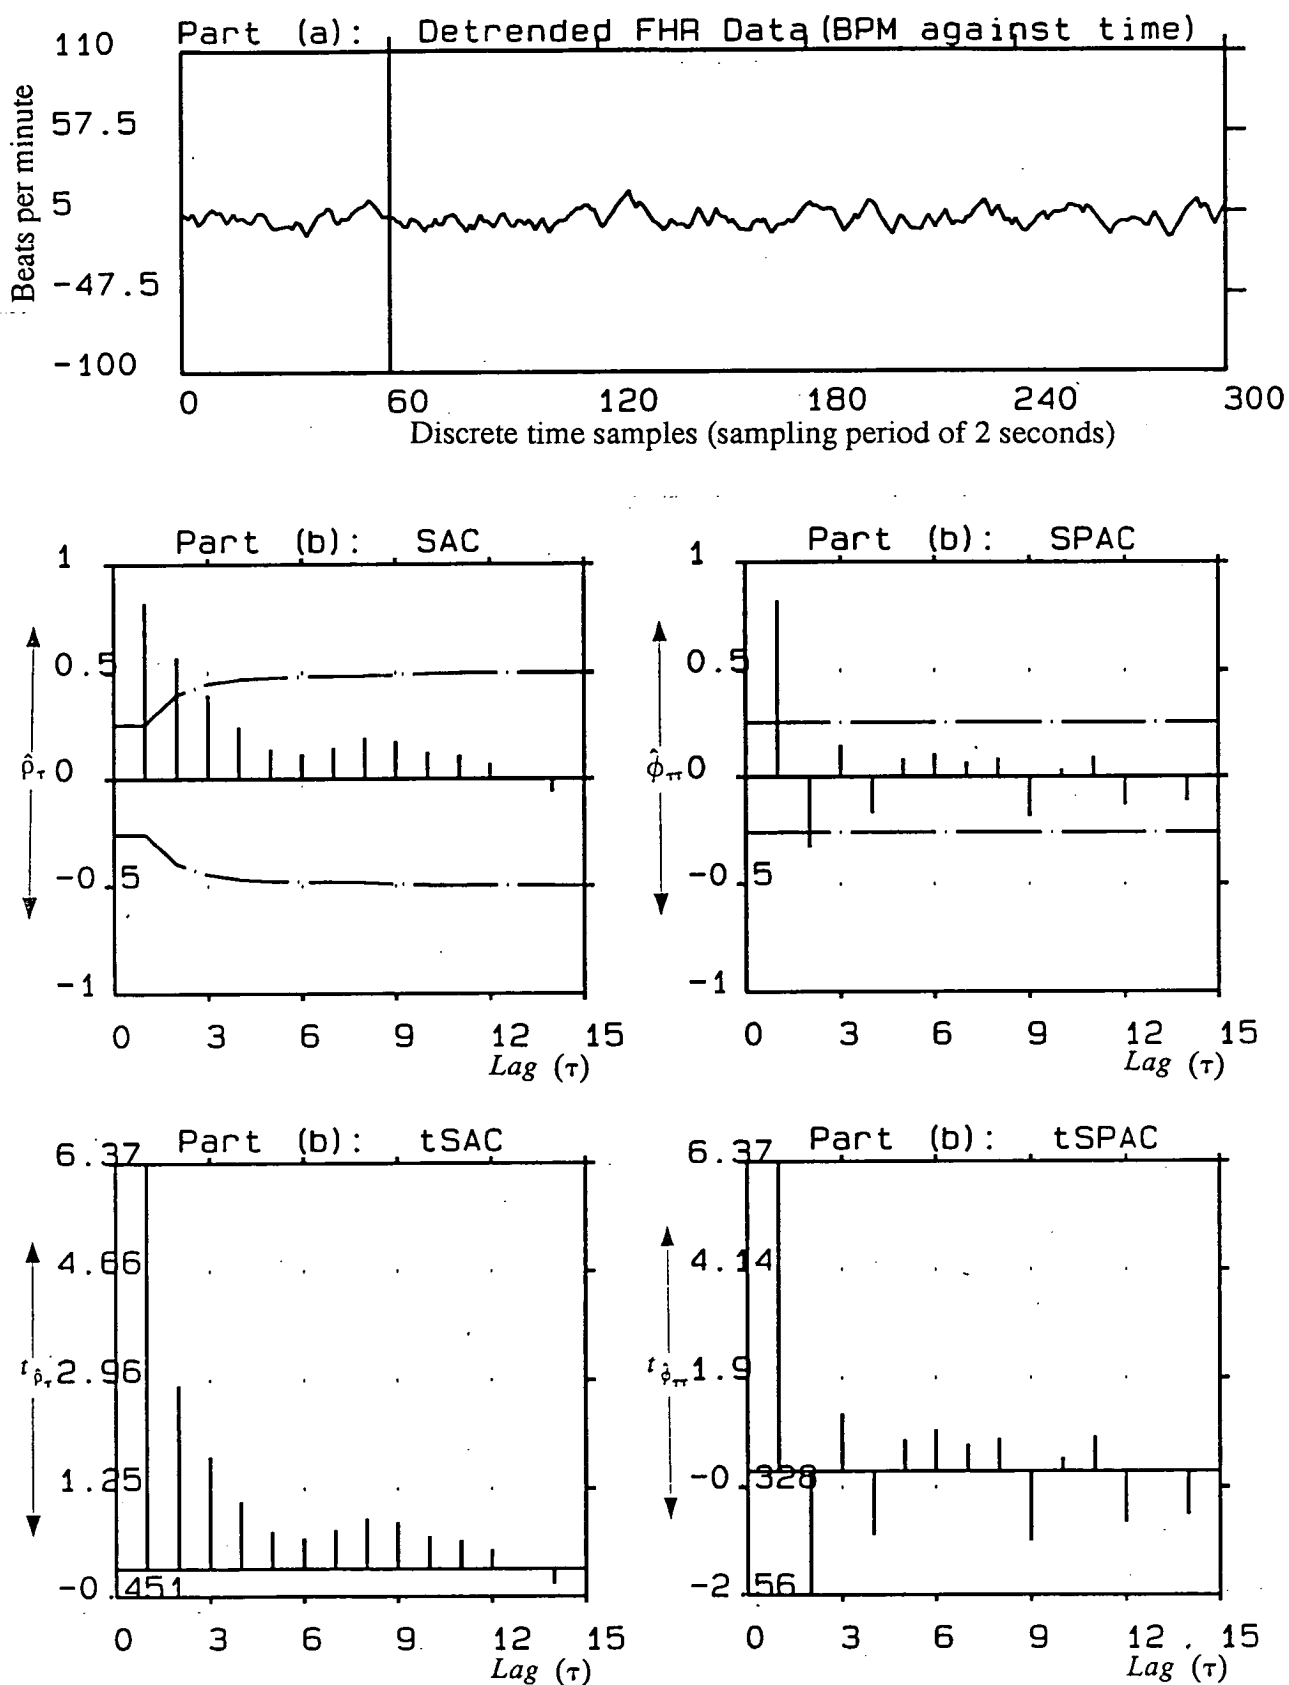 Part (a): Detrended FHR Data (BPM against time)
110
57.5
5
-47.5
-100
Beats per minute
0 60 120 180 240 300
Discrete time samples (sampling period of 2 seconds)
Part (b): SAC
1
0.5
ρ̂τ 0
-0.5
-1
0 3 6 9 12 15
Lag (τ)
Part (b): SPAC
1
0.5
ϕ̂ττ 0
-0.5
-1
0 3 6 9 12 15
Lag (τ)
Part (b): tSAC
6.37
4.66
tρ̂τ 2.96
1.25
-0.451
0 3 6 9 12 15
Lag (τ)
Part (b): tSPAC
6.37
4.14
tϕ̂ττ 1.9
-0.328
-2.56
0 3 6 9 12 15
Lag (τ)